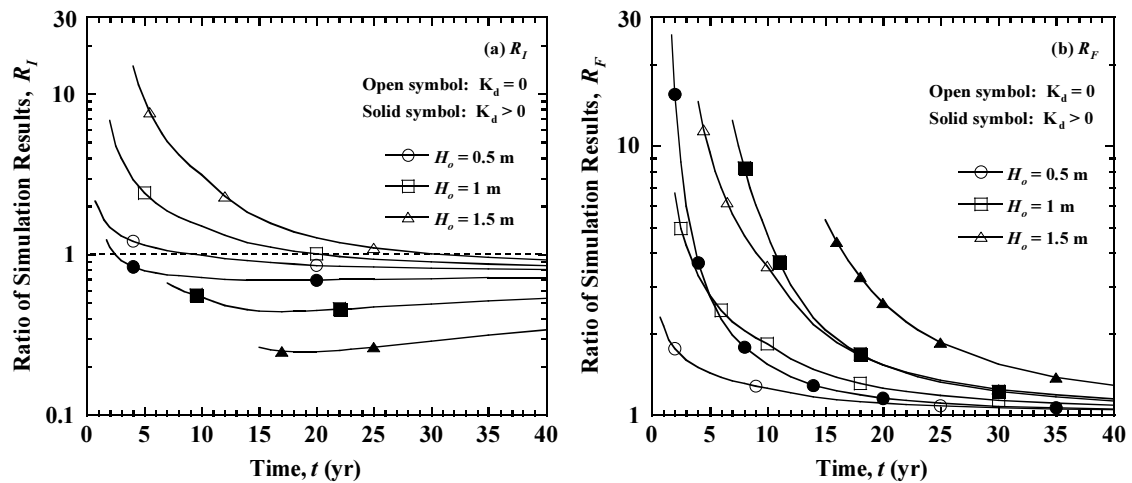 30
10
1
0.1
Ratio of Simulation Results, R_I
(a) R_I
Open symbol: K_d = 0
Solid symbol: K_d > 0
H_o = 0.5 m
H_o = 1 m
H_o = 1.5 m
0 5 10 15 20 25 30 35 40
Time, t (yr)
30
10
1
Ratio of Simulation Results, R_F
(b) R_F
Open symbol: K_d = 0
Solid symbol: K_d > 0
H_o = 0.5 m
H_o = 1 m
H_o = 1.5 m
0 5 10 15 20 25 30 35 40
Time, t (yr)